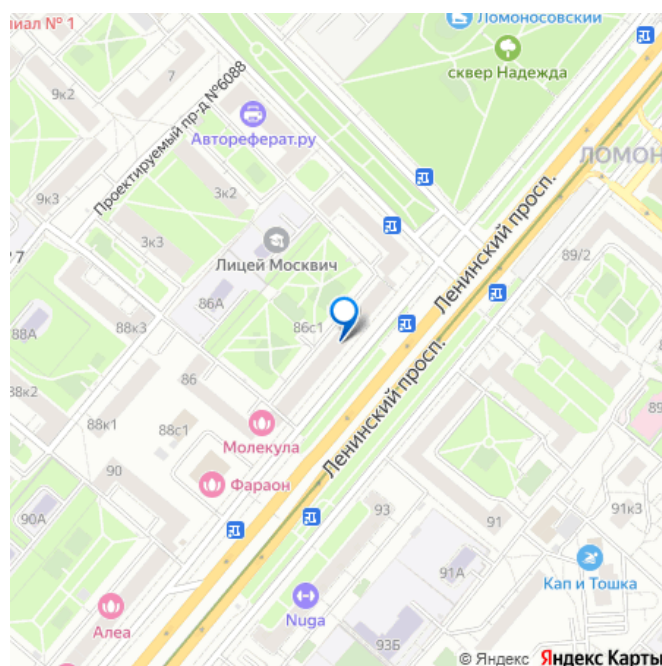 Ломоносовский
иал № 1
сквер Надежда
7
9к2
Проектируемый пр-д №6088
Автореферат.ру
ЛОМОН
3к2
9к3
Ленинский просп.
3к3
7
Лицей Москвич
89/2
86А
86с1
88к3
88А
86
Ленинский просп.
88к2
88к1
88с1
Молекула
89
90
Фараон
90А
93
91
91к3
91А
Кап и Тошка
Nuga
Алеа
93Б
© Яндекс Яндекс Карты